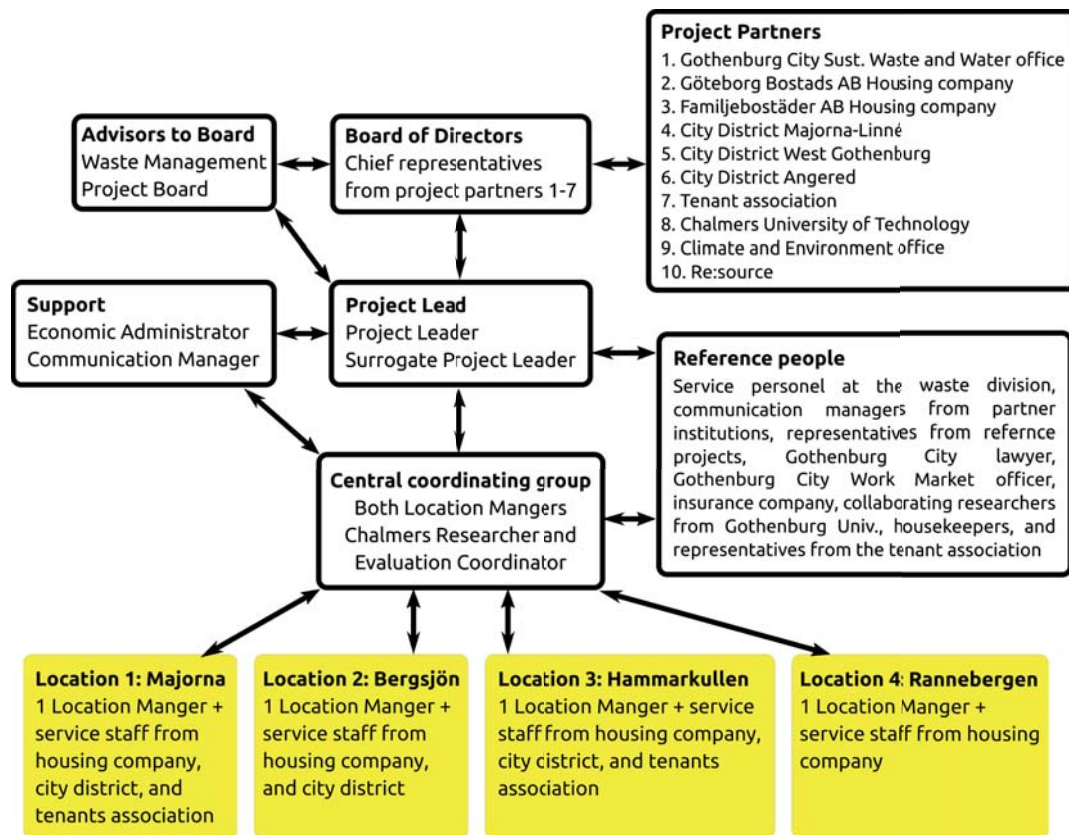 Project Partners
1. Gothenburg City Sust. Waste and Water office
2. Göteborg Bostads AB Housing company
3. Familjebostäder AB Housing company
4. City District Majorna-Linné
5. City District West Gothenburg
6. City District Angered
7. Tenant association
8. Chalmers University of Technology
9. Climate and Environment office
10. Re:source
Advisors to Board
Waste Management
Project Board
Board of Directors
Chief representatives
from project partners 1-7
Support
Economic Administrator
Communication Manager
Project Lead
Project Leader
Surrogate Project Leader
Reference people
Service personel at the waste division,
communication managers from partner
institutions, representatives from refernce
projects, Gothenburg City lawyer,
Gothenburg City Work Market officer,
insurance company, collaborating researchers
from Gothenburg Univ., housekeepers, and
representatives from the tenant association
Central coordinating group
Both Location Mangers
Chalmers Researcher and
Evaluation Coordinator
Location 1: Majorna
1 Location Manger +
service staff from
housing company,
city district, and
tenants association
Location 2: Bergsjön
1 Location Manger +
service staff from
housing company,
and city district
Location 3: Hammarkullen
1 Location Manger + service
staff from housing company,
city district, and tenants
association
Location 4: Rannebergen
1 Location Manger +
service staff from housing
company